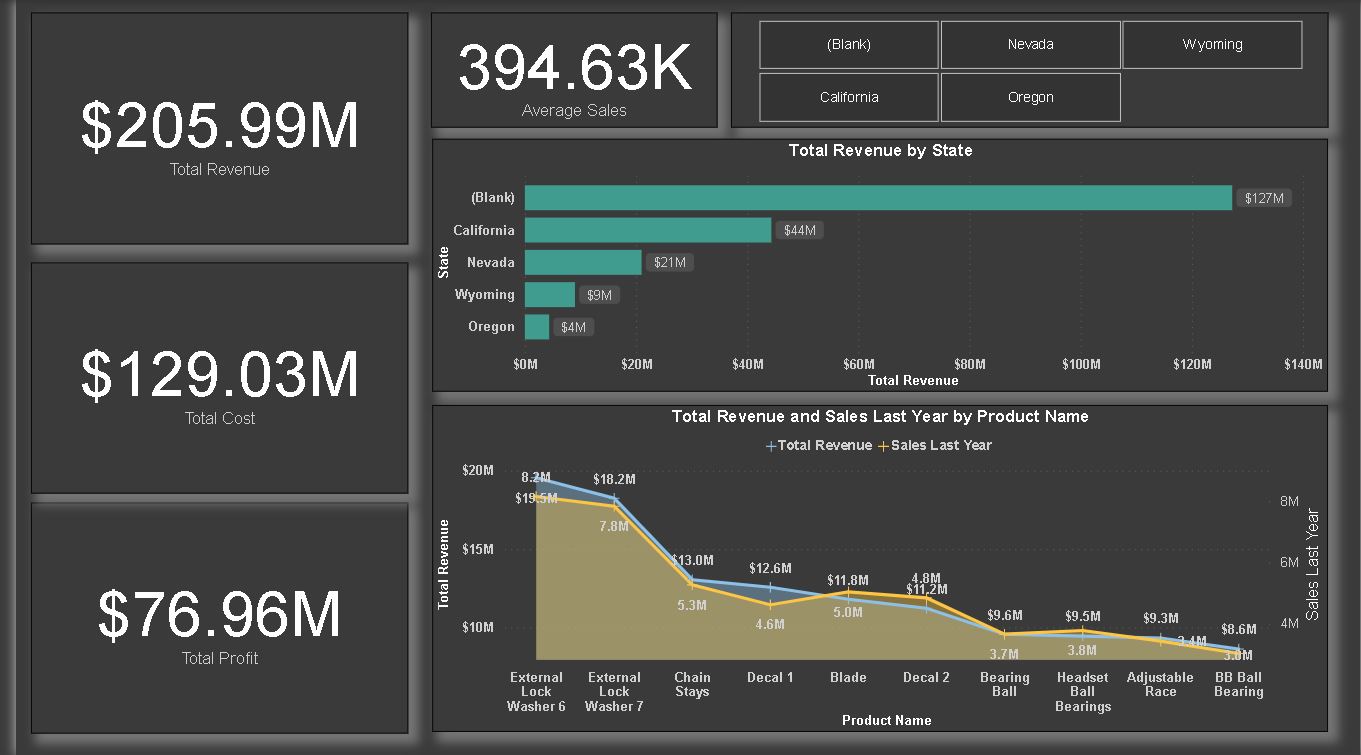 $205.99M
Total Revenue
$129.03M
Total Cost
$76.96M
Total Profit
394.63K
Average Sales
(Blank)
Nevada
Wyoming
California
Oregon
Total Revenue by State
State
(Blank)
$127M
California
$44M
Nevada
$21M
Wyoming
$9M
Oregon
$4M
$0M $20M $40M $60M $80M $100M $120M $140M
Total Revenue
Total Revenue and Sales Last Year by Product Name
Total Revenue Sales Last Year
Total Revenue
$20M
$15M
$10M
8.2M
$19.5M
$18.2M
7.8M
$13.0M
5.3M
$12.6M
4.6M
$11.8M
5.0M
4.8M
$11.2M
$9.6M
3.7M
$9.5M
3.8M
$9.3M
3.4M
$8.6M
3.0M
8M
6M
4M
Sales Last Year
External Lock Washer 6
External Lock Washer 7
Chain Stays
Decal 1
Blade
Decal 2
Bearing Ball
Headset Ball Bearings
Adjustable Race
BB Ball Bearing
Product Name